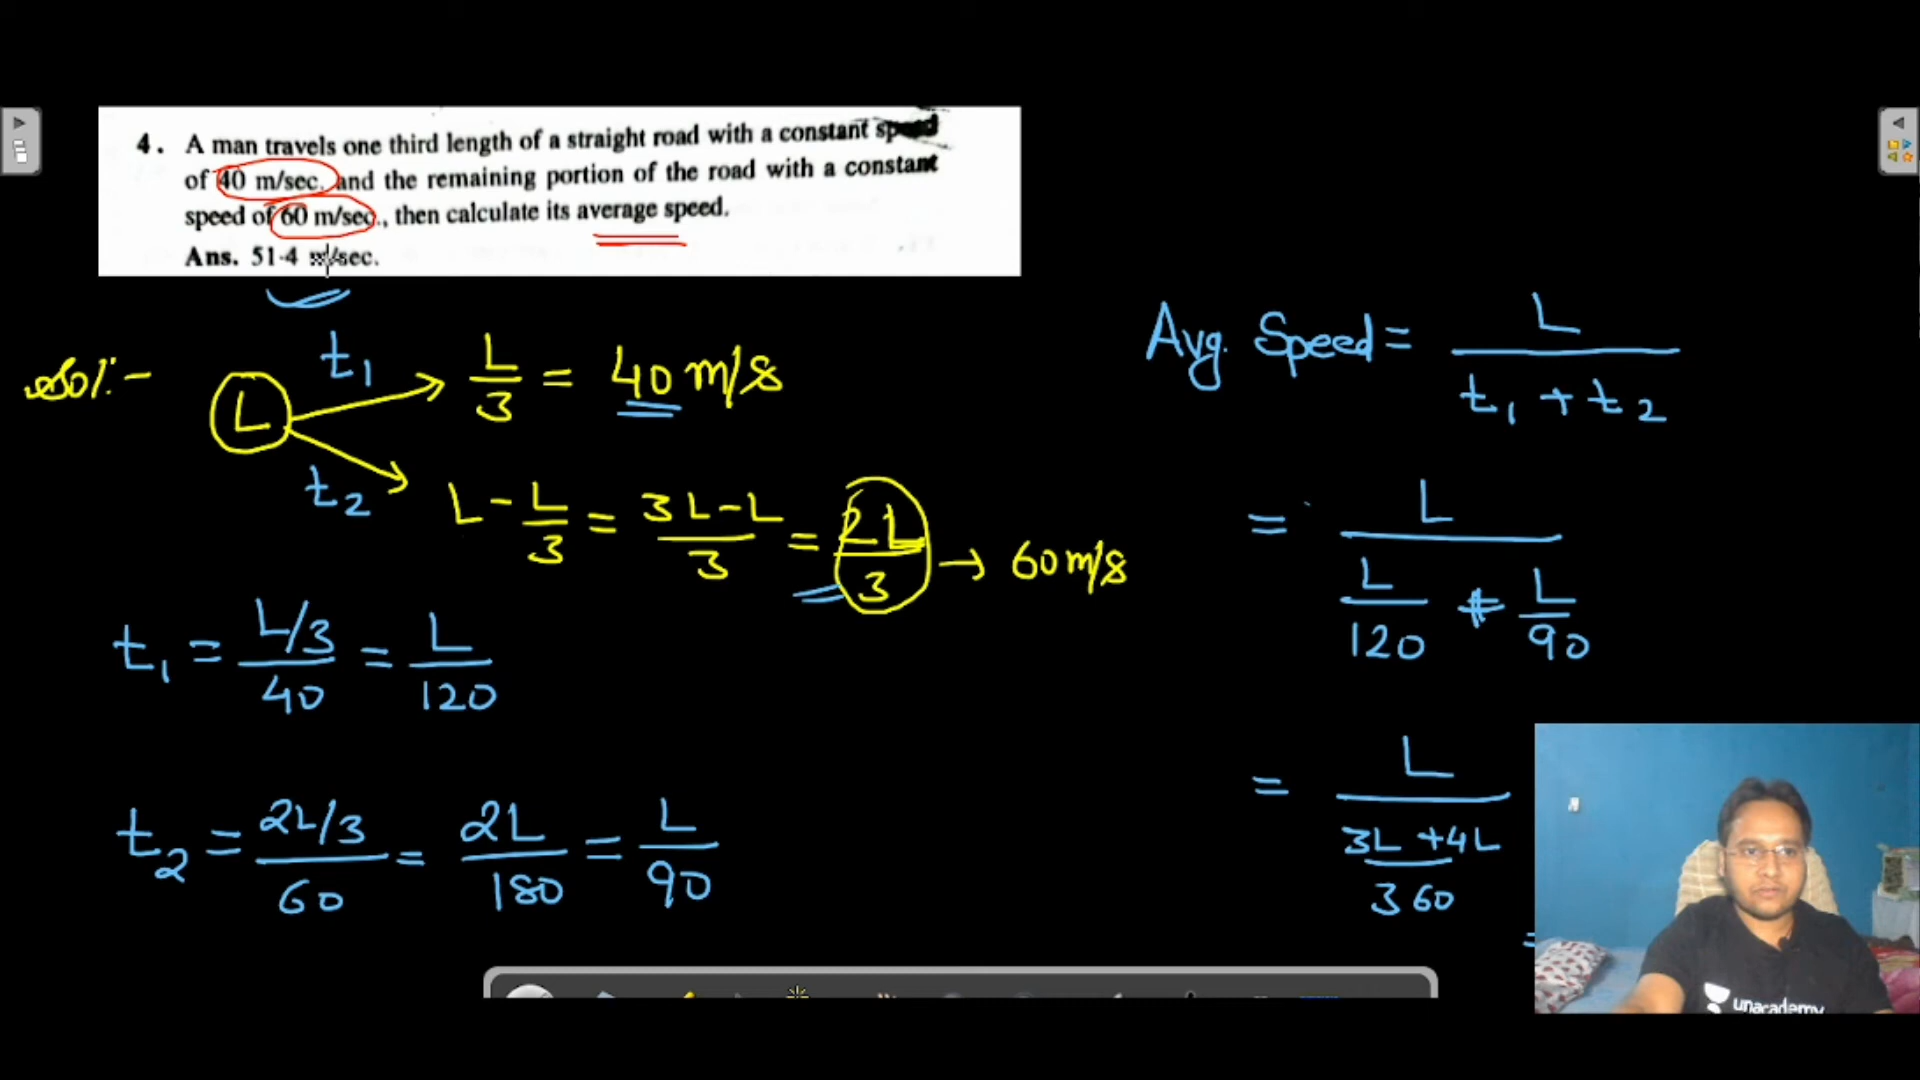 4. A man travels one third length of a straight road with a constant speed
of 40 m/sec. and the remaining portion of the road with a constant
speed of 60 m/sec., then calculate its average speed.
Ans. 51·4 m/sec.
Sol:-
L
t₁
L/3 = 40 m/s
t₂
L - L/3 = 3L-L/3 = 2L/3 → 60 m/s
t₁ = L/3/40 = L/120
t₂ = 2L/3/60 = 2L/180 = L/90
Avg. Speed = L/t₁ + t₂
= L/L/120 + L/90
= L/3L + 4L/360
=
unacademy